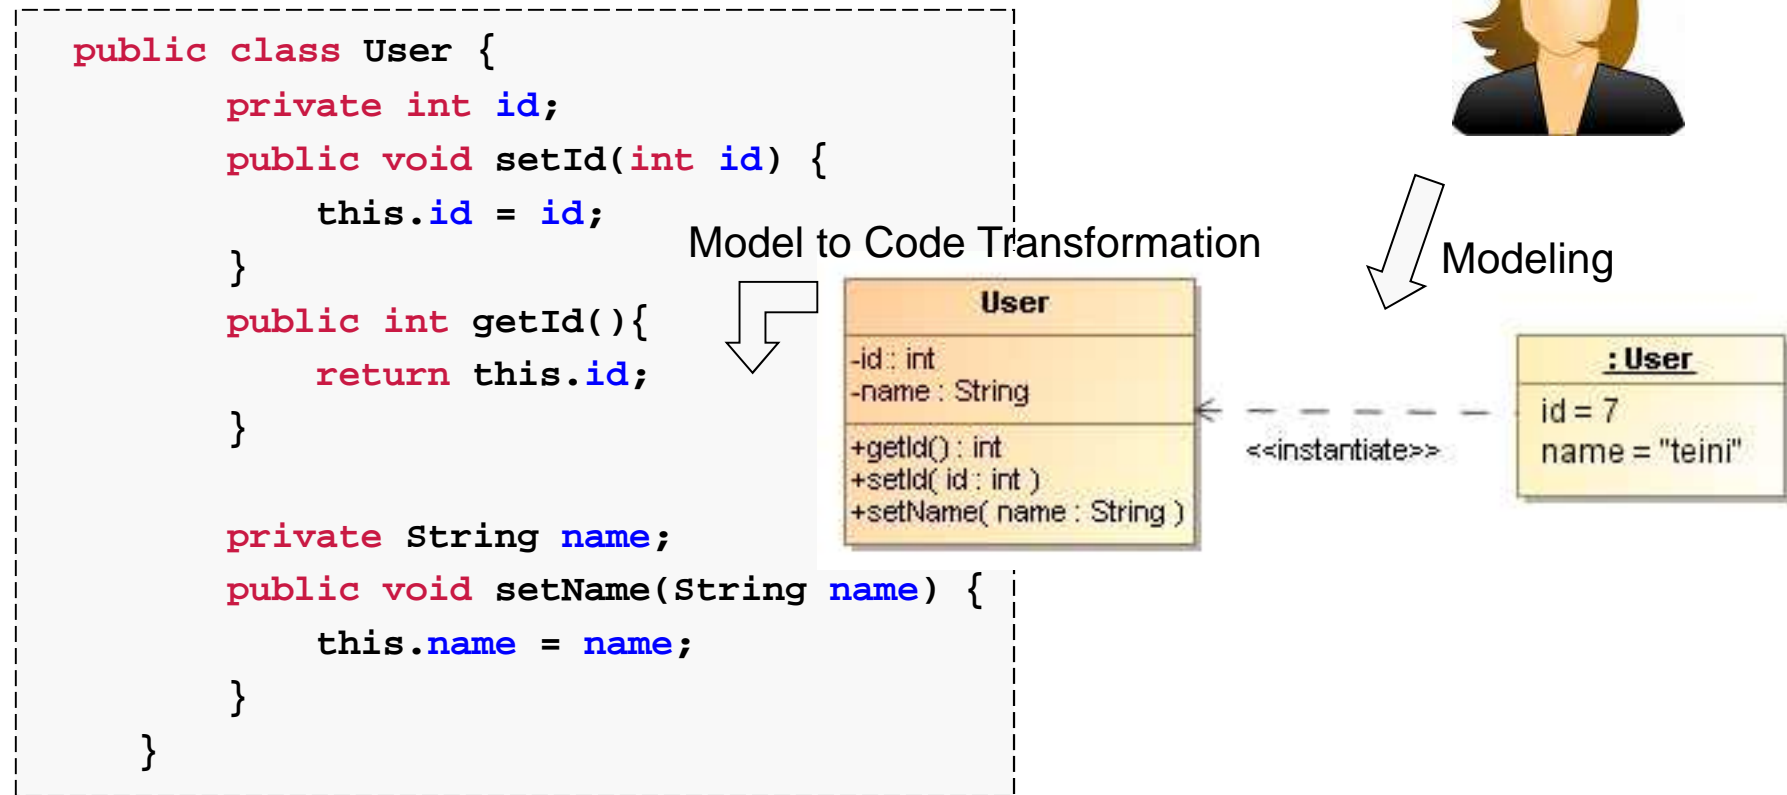 public class User {
private int id;
public void setId(int id) {
this.id = id;
}
public int getId(){
return this.id;
}
private String name;
public void setName(String name) {
this.name = name;
}
}
Model to Code Transformation
Modeling
User
-id : int
-name : String
+getId() : int
+setId( id : int )
+setName( name : String )
<<instantiate>>
: User
id = 7
name = "teini"